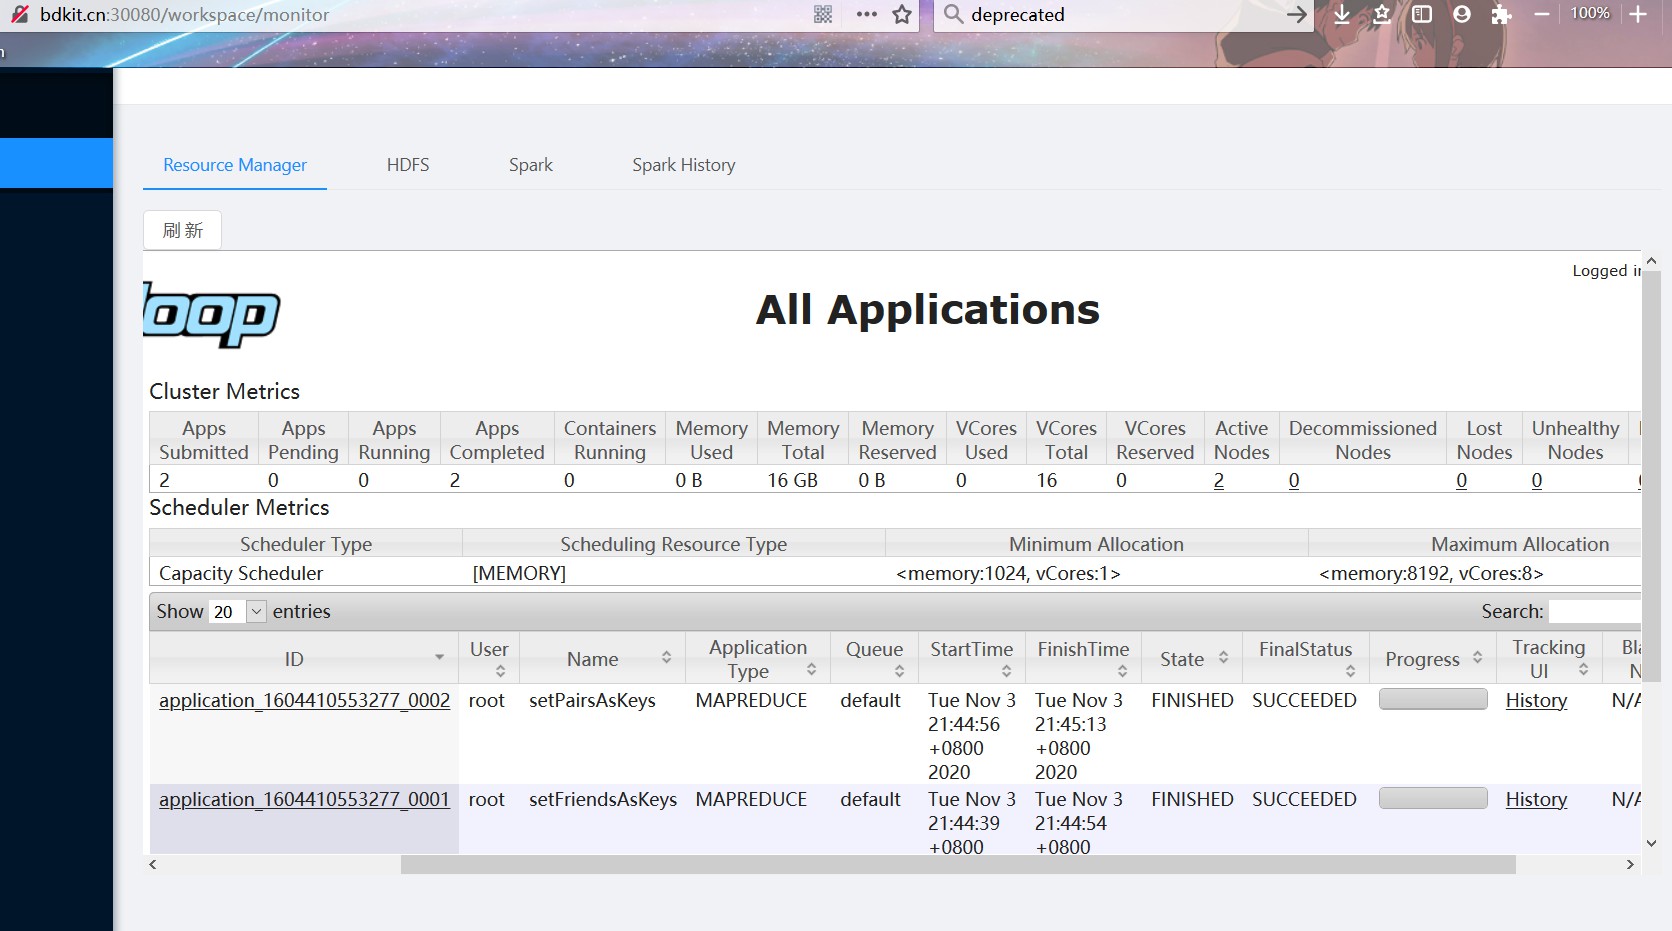 bdkit.cn:30080/workspace/monitor
deprecated
100%
Resource Manager HDFS Spark Spark History
刷 新
Logged
All Applications
Cluster Metrics
Apps Submitted Apps Pending Apps Running Apps Completed Containers Running Memory Used Memory Total Memory Reserved VCores Used VCores Total VCores Reserved Active Nodes Decommissioned Nodes Lost Nodes Unhealthy Nodes
2 0 0 2 0 0 B 16 GB 0 B 0 16 0 2 0 0 0
Scheduler Metrics
Scheduler Type Scheduling Resource Type Minimum Allocation Maximum Allocation
Capacity Scheduler [MEMORY] <memory:1024, vCores:1> <memory:8192, vCores:8>
Show 20 entries Search:
ID User Name Application Type Queue StartTime FinishTime State FinalStatus Progress Tracking UI
application_1604410553277_0002 root setPairsAsKeys MAPREDUCE default Tue Nov 3 Tue Nov 3 FINISHED SUCCEEDED History N/A
21:44:56 21:45:13
+0800 +0800
2020 2020
application_1604410553277_0001 root setFriendsAsKeys MAPREDUCE default Tue Nov 3 Tue Nov 3 FINISHED SUCCEEDED History N/A
21:44:39 21:44:54
+0800 +0800